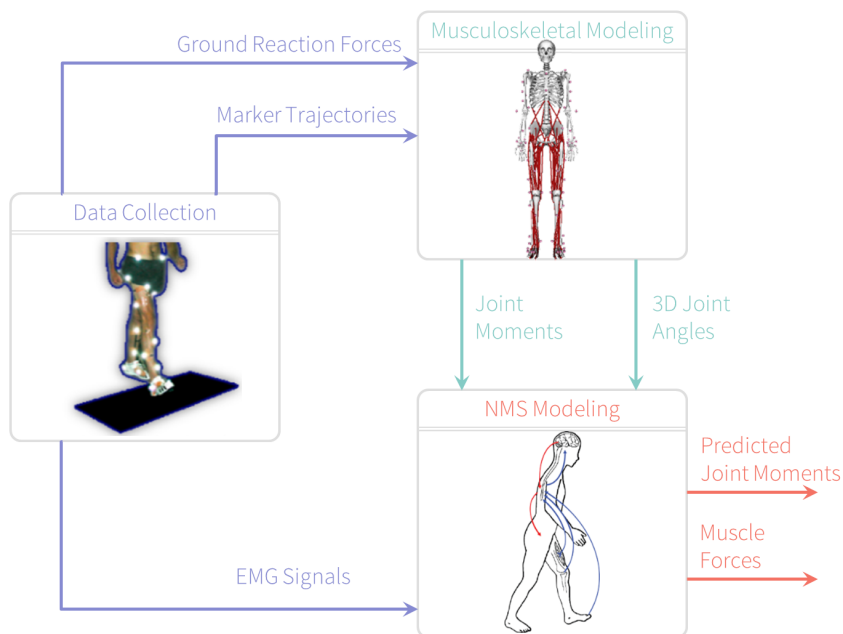 Musculoskeletal Modeling
Ground Reaction Forces
Marker Trajectories
Data Collection
Joint
Moments
3D Joint
Angles
NMS Modeling
Predicted
Joint Moments
Muscle
Forces
EMG Signals